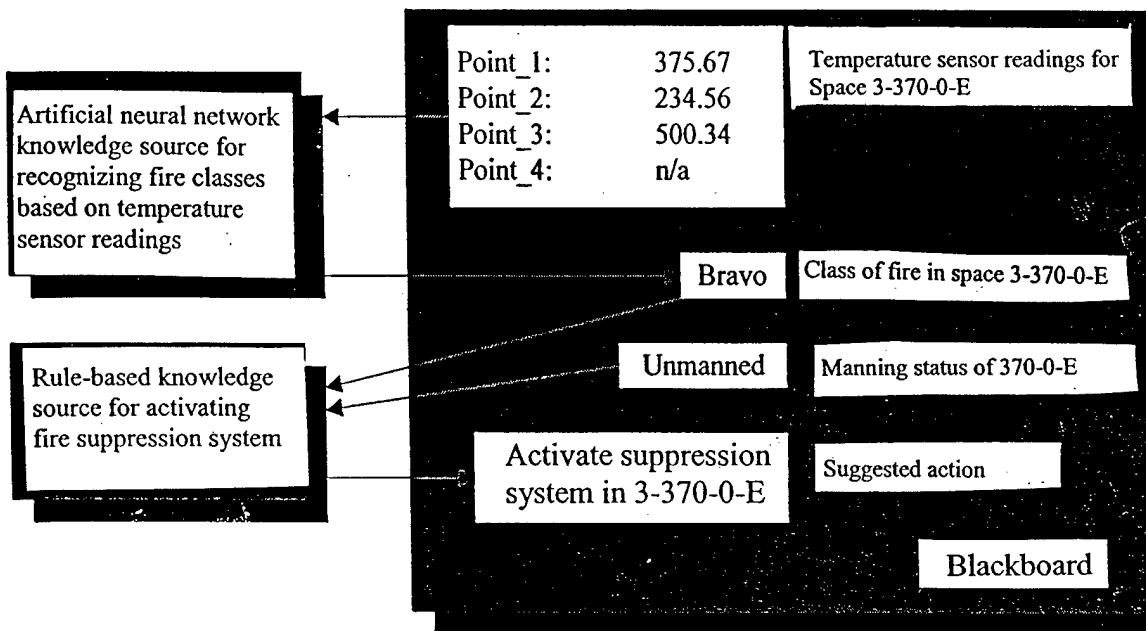 Point_1: 375.67
Point_2: 234.56
Point_3: 500.34
Point_4: n/a
Temperature sensor readings for
Space 3-370-0-E
Artificial neural network
knowledge source for
recognizing fire classes
based on temperature
sensor readings
Bravo
Class of fire in space 3-370-0-E
Unmanned
Manning status of 370-0-E
Rule-based knowledge
source for activating
fire suppression system
Activate suppression
system in 3-370-0-E
Suggested action
Blackboard